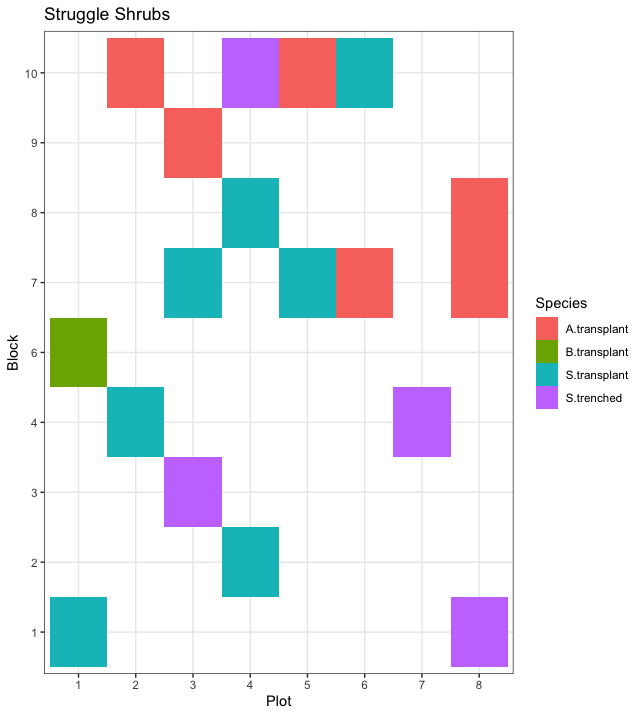 Struggle Shrubs
Block
10
9
8
7
6
4
3
2
1
1 2 3 4 5 6 7 8
Plot
Species
A.transplant
B.transplant
S.transplant
S.trenched